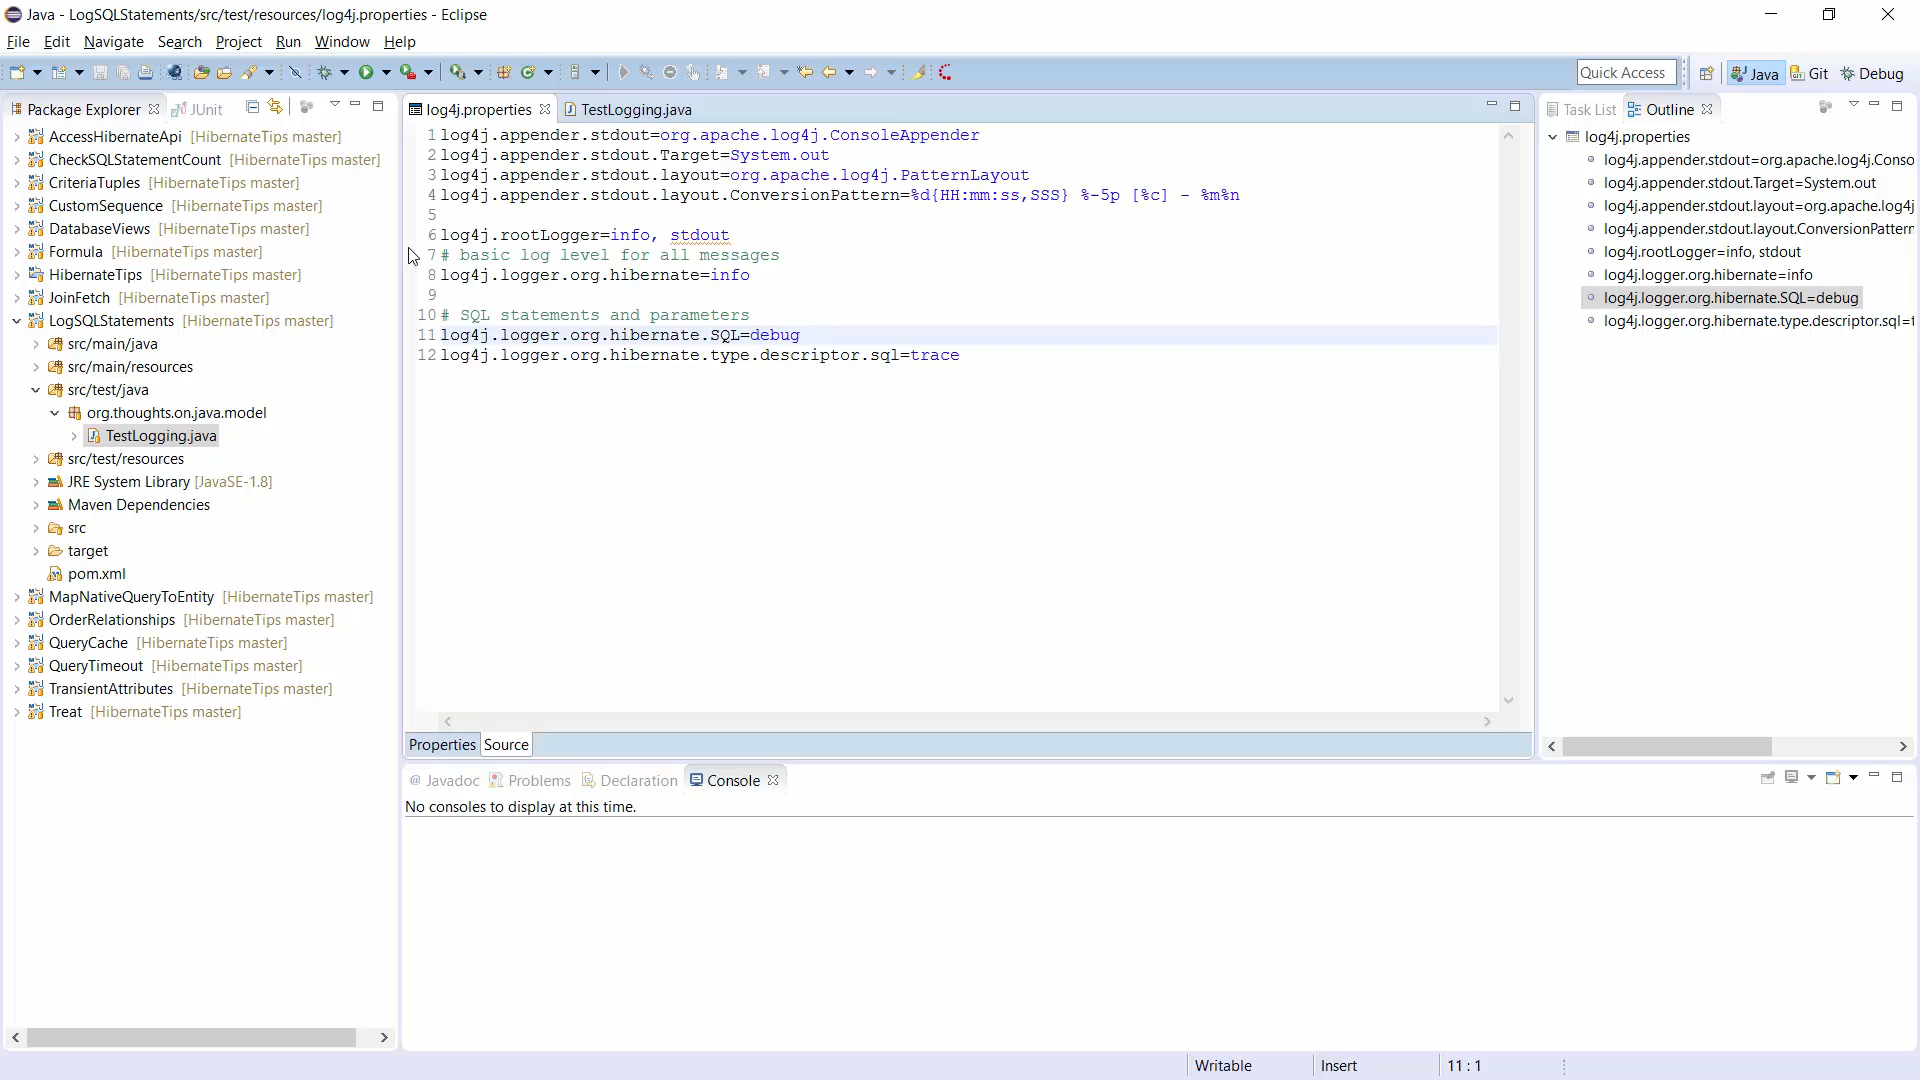 Java - LogSQLStatements/src/test/resources/log4j.properties - Eclipse
File Edit Navigate Search Project Run Window Help
Quick Access Java Git Debug
Package Explorer JUnit
AccessHibernateApi [HibernateTips master]
CheckSQLStatementCount [HibernateTips master]
CriteriaTuples [HibernateTips master]
CustomSequence [HibernateTips master]
DatabaseViews [HibernateTips master]
Formula [HibernateTips master]
HibernateTips [HibernateTips master]
JoinFetch [HibernateTips master]
LogSQLStatements [HibernateTips master]
src/main/java
src/main/resources
src/test/java
org.thoughts.on.java.model
TestLogging.java
src/test/resources
JRE System Library [JavaSE-1.8]
Maven Dependencies
src
target
pom.xml
MapNativeQueryToEntity [HibernateTips master]
OrderRelationships [HibernateTips master]
QueryCache [HibernateTips master]
QueryTimeout [HibernateTips master]
TransientAttributes [HibernateTips master]
Treat [HibernateTips master]
log4j.properties TestLogging.java
1 log4j.appender.stdout=org.apache.log4j.ConsoleAppender
2 log4j.appender.stdout.Target=System.out
3 log4j.appender.stdout.layout=org.apache.log4j.PatternLayout
4 log4j.appender.stdout.layout.ConversionPattern=%d{HH:mm:ss,SSS} %-5p [%c] - %m%n
5
6 log4j.rootLogger=info, stdout
7 # basic log level for all messages
8 log4j.logger.org.hibernate=info
9
10 # SQL statements and parameters
11 log4j.logger.org.hibernate.SQL=debug
12 log4j.logger.org.hibernate.type.descriptor.sql=trace
Properties Source
Task List Outline
log4j.properties
log4j.appender.stdout=org.apache.log4j.Conso
log4j.appender.stdout.Target=System.out
log4j.appender.stdout.layout=org.apache.log4j
log4j.appender.stdout.layout.ConversionPattern
log4j.rootLogger=info, stdout
log4j.logger.org.hibernate=info
log4j.logger.org.hibernate.SQL=debug
log4j.logger.org.hibernate.type.descriptor.sql=t
@ Javadoc Problems Declaration Console
No consoles to display at this time.
Writable Insert 11 : 1